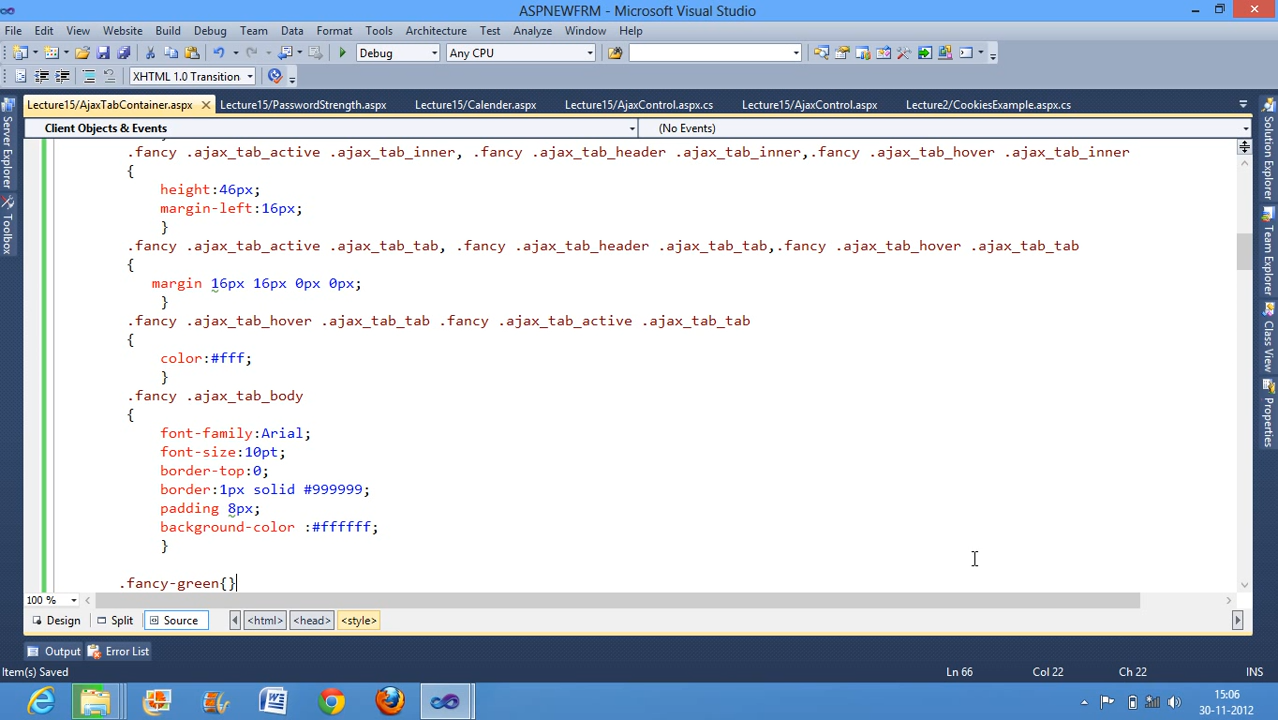 ASPNEWFRM - Microsoft Visual Studio
File Edit View Website Build Debug Team Data Format Tools Architecture Test Analyze Window Help
Debug Any CPU
XHTML 1.0 Transition
Lecture15/AjaxTabContainer.aspx Lecture15/PasswordStrength.aspx Lecture15/Calender.aspx Lecture15/AjaxControl.aspx.cs Lecture15/AjaxControl.aspx Lecture2/CookiesExample.aspx.cs
Client Objects & Events (No Events)
.fancy .ajax_tab_active .ajax_tab_inner, .fancy .ajax_tab_header .ajax_tab_inner,.fancy .ajax_tab_hover .ajax_tab_inner
{
height:46px;
margin-left:16px;
}
.fancy .ajax_tab_active .ajax_tab_tab, .fancy .ajax_tab_header .ajax_tab_tab,.fancy .ajax_tab_hover .ajax_tab_tab
{
margin 16px 16px 0px 0px;
}
.fancy .ajax_tab_hover .ajax_tab_tab .fancy .ajax_tab_active .ajax_tab_tab
{
color:#fff;
}
.fancy .ajax_tab_body
{
font-family:Arial;
font-size:10pt;
border-top:0;
border:1px solid #999999;
padding 8px;
background-color :#ffffff;
}
.fancy-green{}
100 %
Design Split Source <html> <head> <style>
Output Error List
Item(s) Saved Ln 66 Col 22 Ch 22 INS
15:06
30-11-2012
Server Explorer
Toolbox
Solution Explorer
Team Explorer
Class View
Properties